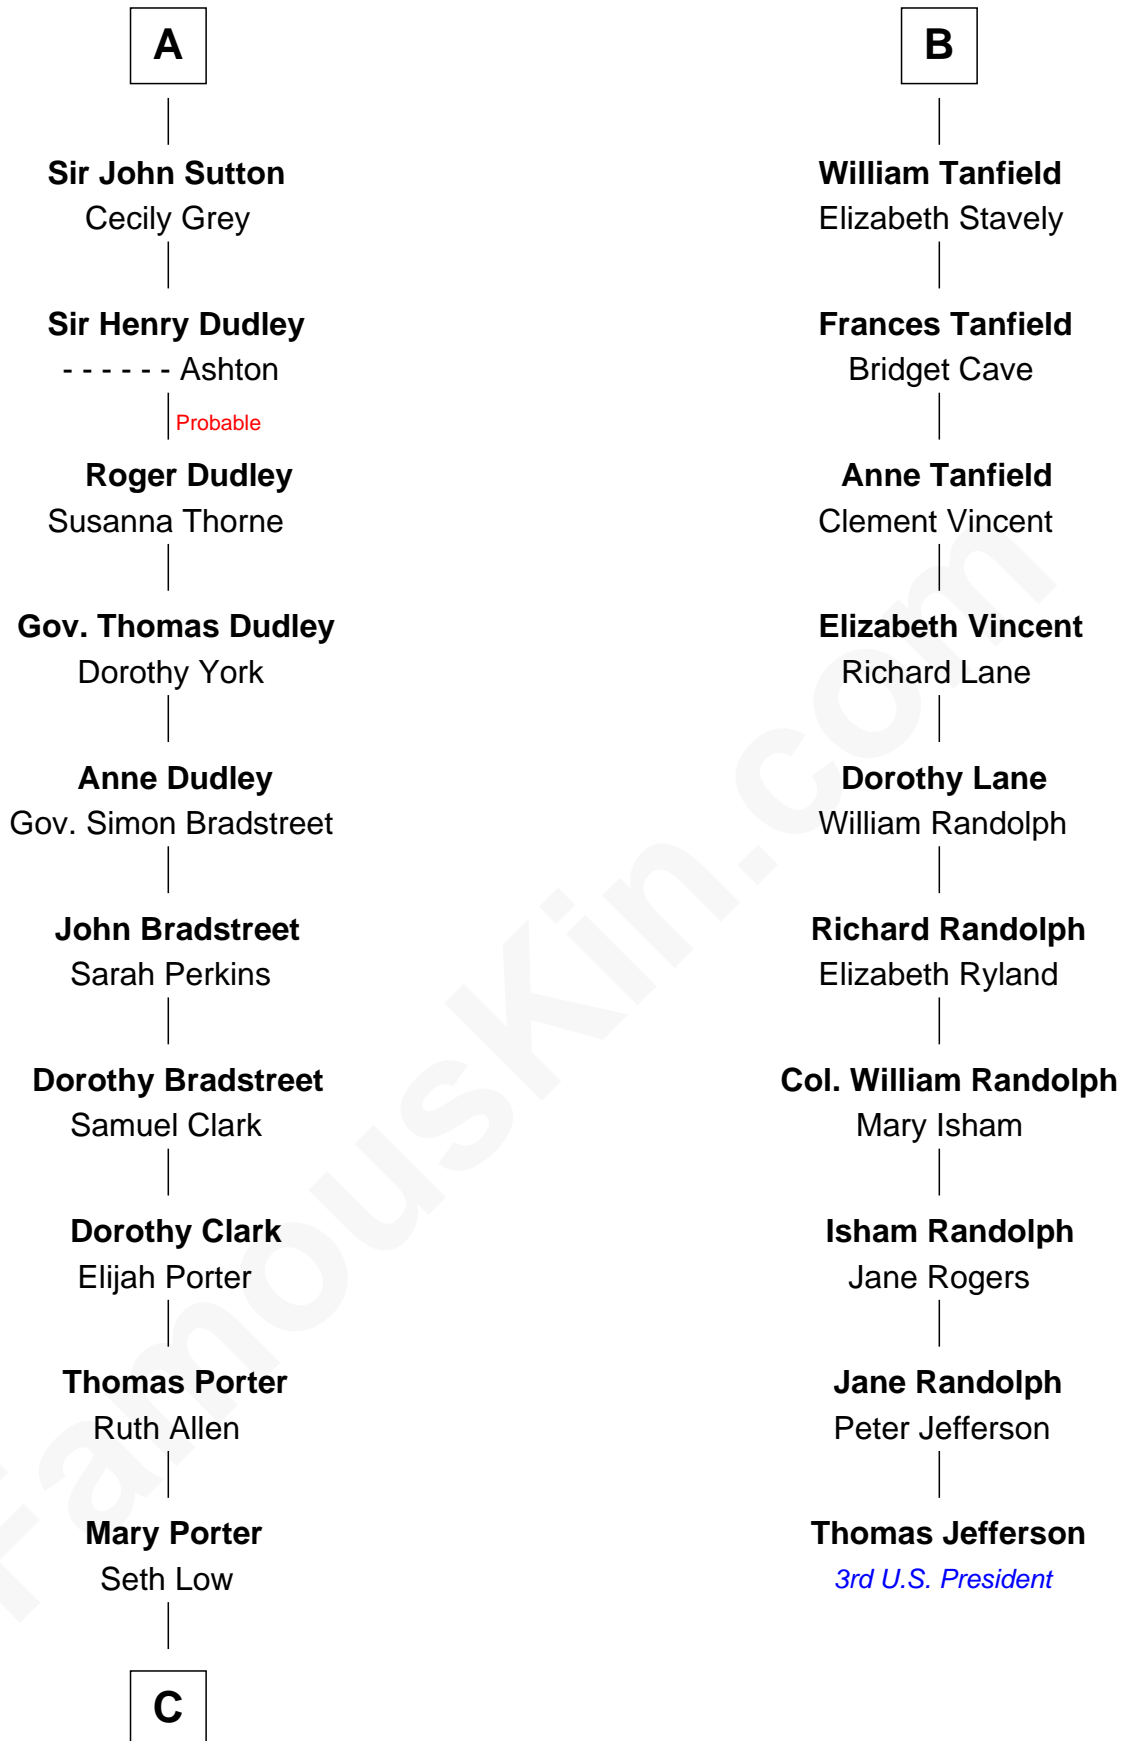 A
Sir John Sutton
Cecily Grey
Sir Henry Dudley
- - - - - - Ashton
Probable
Roger Dudley
Susanna Thorne
Gov. Thomas Dudley
Dorothy York
Anne Dudley
Gov. Simon Bradstreet
John Bradstreet
Sarah Perkins
Dorothy Bradstreet
Samuel Clark
Dorothy Clark
Elijah Porter
Thomas Porter
Ruth Allen
Mary Porter
Seth Low
C
B
William Tanfield
Elizabeth Stavely
Frances Tanfield
Bridget Cave
Anne Tanfield
Clement Vincent
Elizabeth Vincent
Richard Lane
Dorothy Lane
William Randolph
Richard Randolph
Elizabeth Ryland
Col. William Randolph
Mary Isham
Isham Randolph
Jane Rogers
Jane Randolph
Peter Jefferson
Thomas Jefferson
3rd U.S. President
FamousKin.com